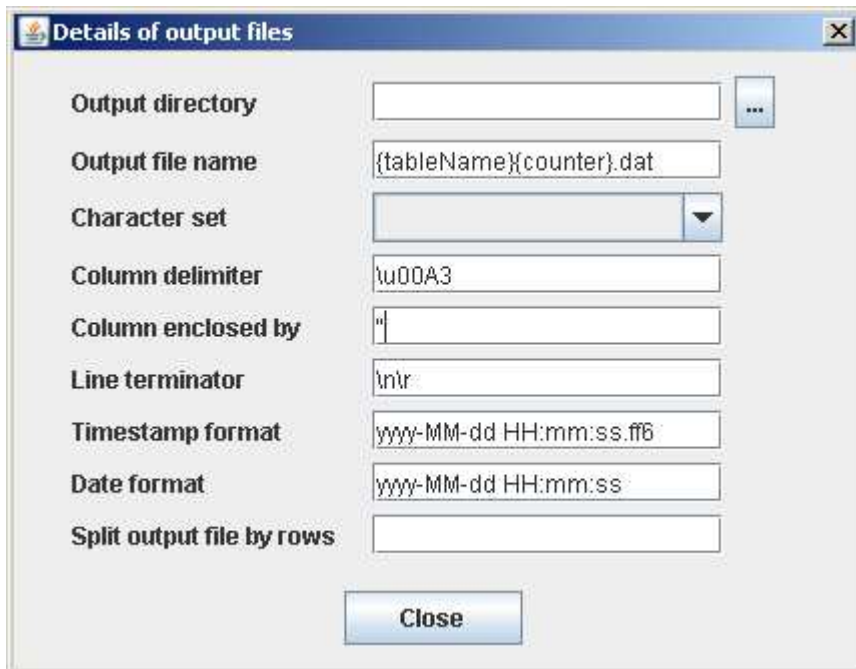 Details of output files
Output directory
...
Output file name {tableName}{counter}.dat
Character set
Column delimiter \u00A3
Column enclosed by "
Line terminator \n\r
Timestamp format yyyy-MM-dd HH:mm:ss.ff6
Date format yyyy-MM-dd HH:mm:ss
Split output file by rows
Close